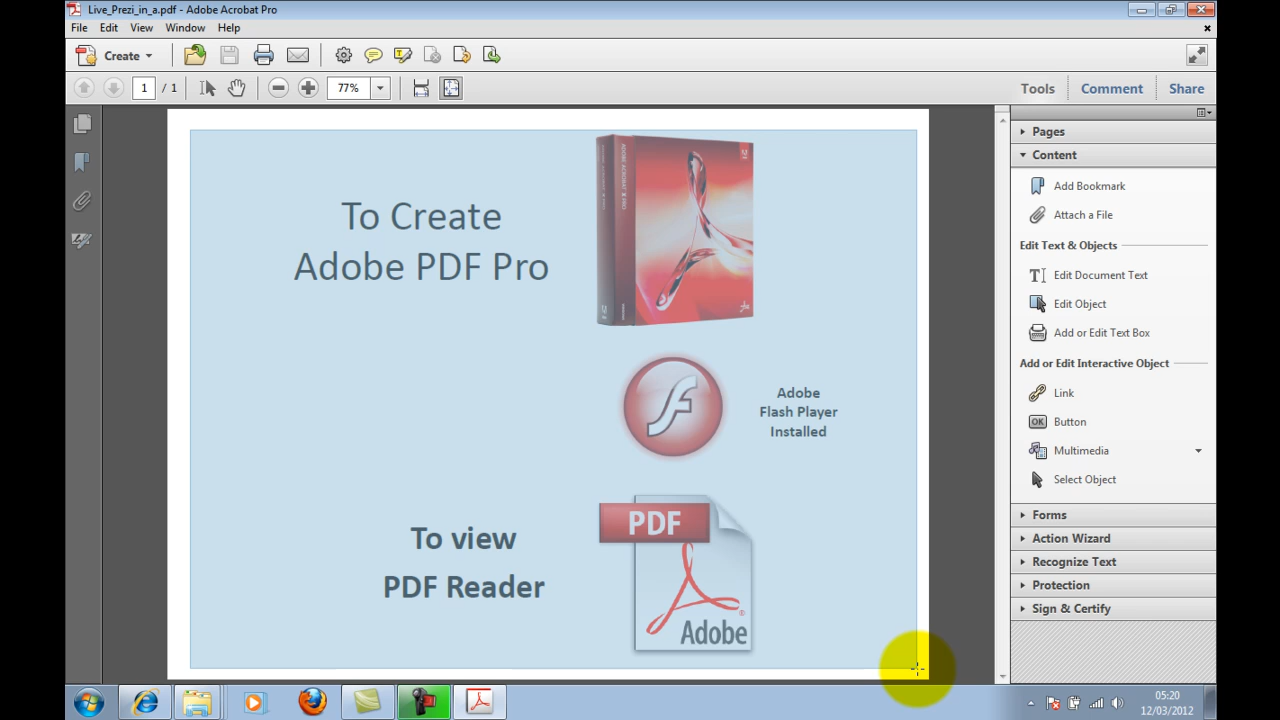 Live_Prezi_in_a.pdf - Adobe Acrobat Pro
File Edit View Window Help
Create
1 / 1 77% Tools Comment Share
To Create
Adobe PDF Pro
Adobe
Flash Player
Installed
To view
PDF Reader
PDF
Adobe
Pages
Content
Add Bookmark
Attach a File
Edit Text & Objects
Edit Document Text
Edit Object
Add or Edit Text Box
Add or Edit Interactive Object
Link
OK Button
Multimedia
Select Object
Forms
Action Wizard
Recognize Text
Protection
Sign & Certify
05:20
12/03/2012